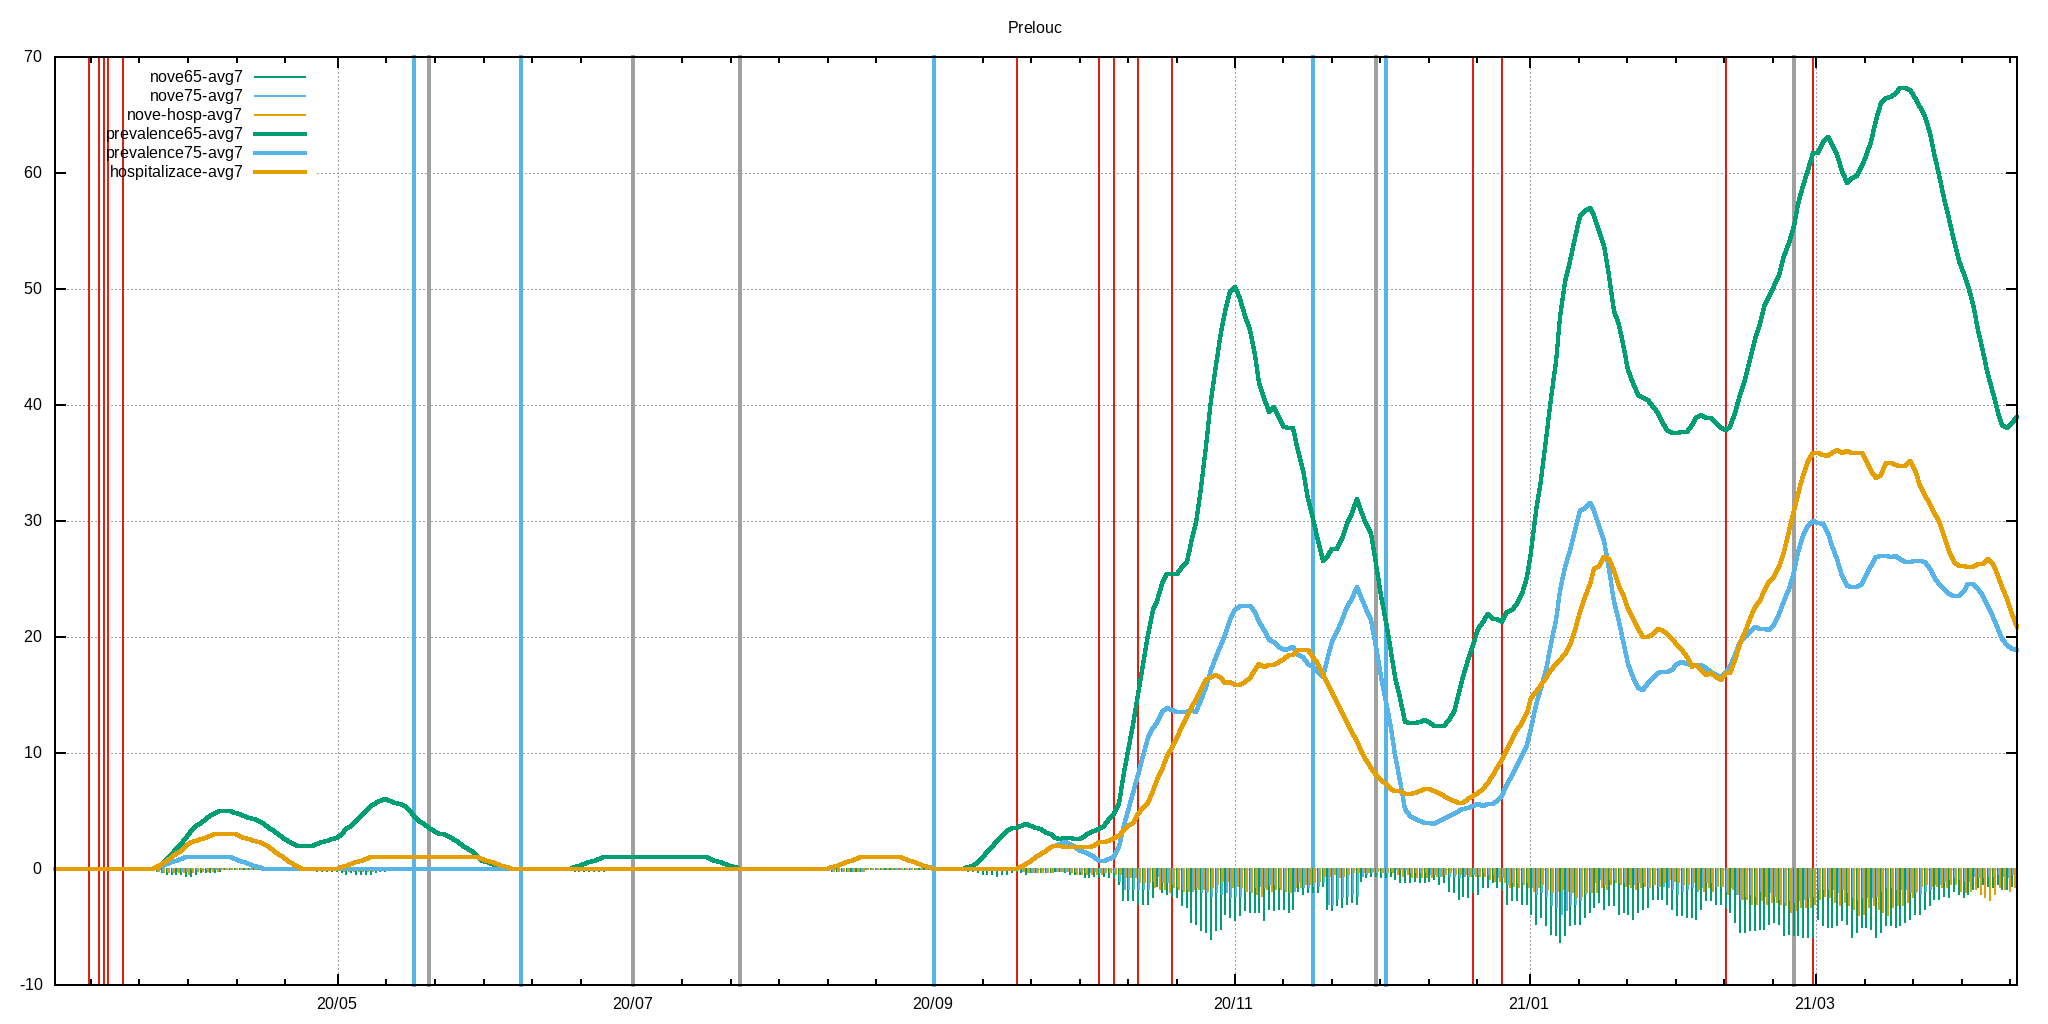 Prelouc
70
60
50
40
30
20
10
0
-10
nove65-avg7
nove75-avg7
nove-hosp-avg7
prevalence65-avg7
prevalence75-avg7
hospitalizace-avg7
20/05 20/07 20/09 20/11 21/01 21/03